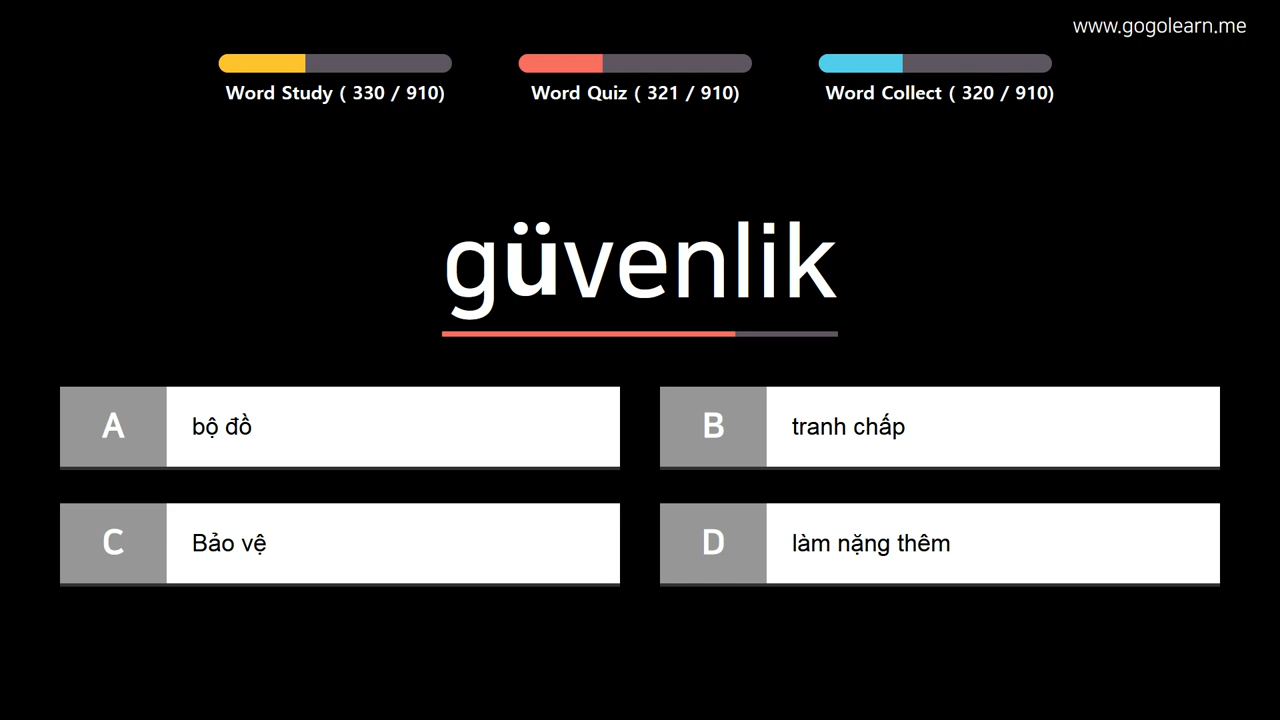 www.gogolearn.me
Word Study ( 330 / 910)
Word Quiz ( 321 / 910)
Word Collect ( 320 / 910)
güvenlik
A bộ đồ
B tranh chấp
C Bảo vệ
D làm nặng thêm